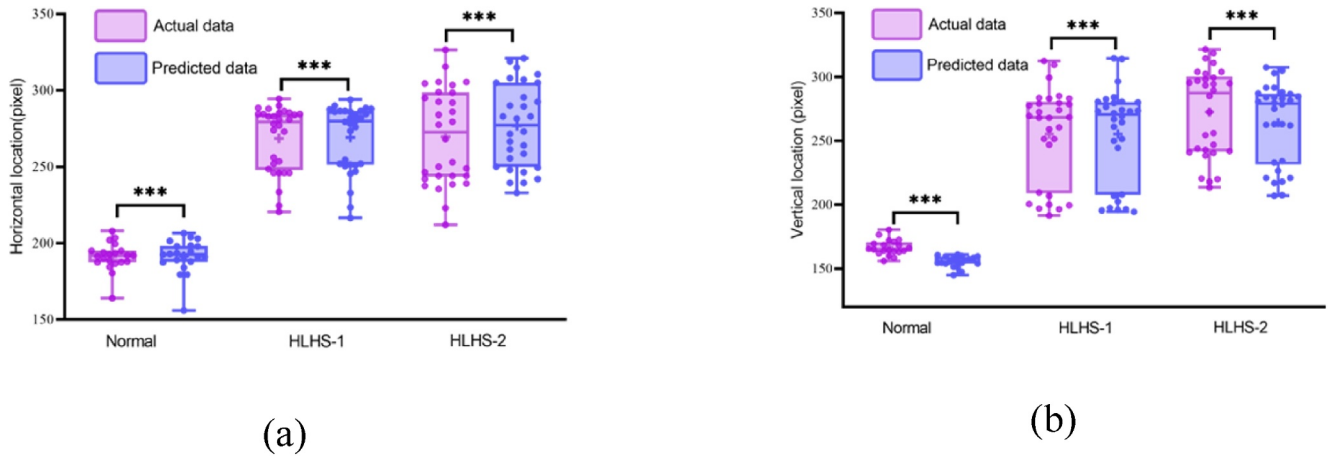 350
300
250
200
150
Horizontal location(pixel)
Actual data
Predicted data
***
***
***
Normal
HLHS-1
HLHS-2
(a)
350
300
250
200
150
Vertical location (pixel)
Actual data
Predicted data
***
***
***
Normal
HLHS-1
HLHS-2
(b)